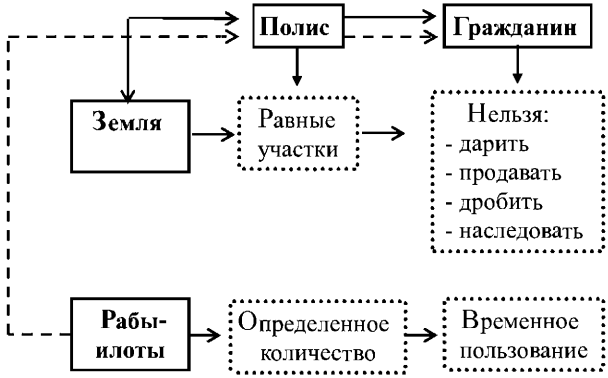 Полис
Гражданин
Земля
Равные
участки
Нельзя:
- дарить
- продавать
- дробить
- наследовать
Рабы-
илоты
Определенное
количество
Временное
пользование